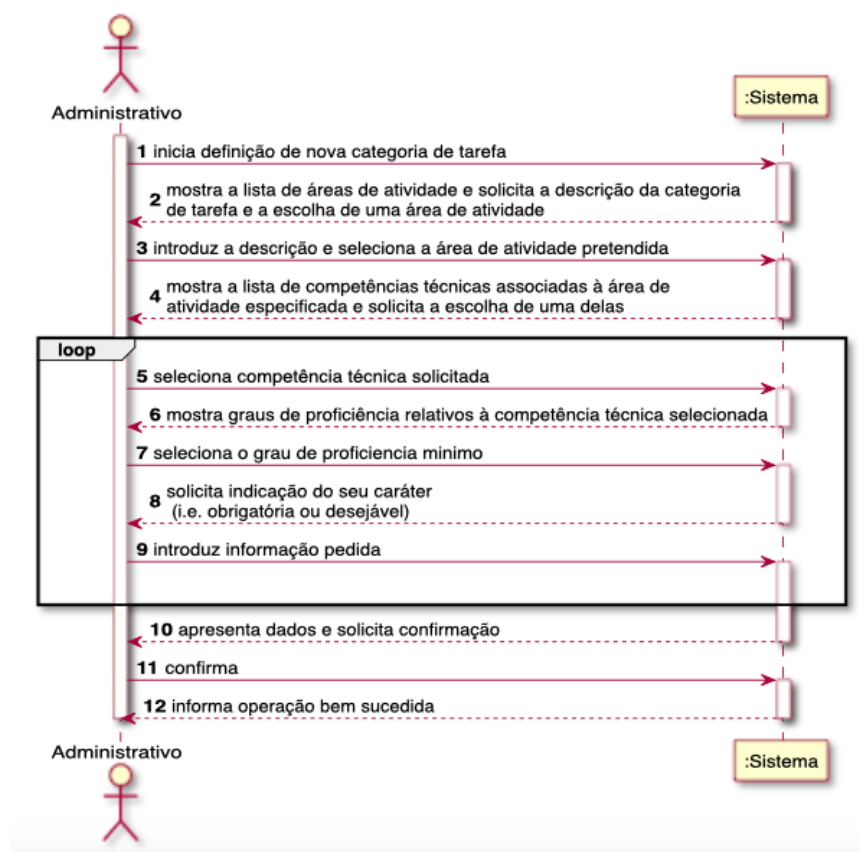 Administrativo
:Sistema
1 inicia definição de nova categoria de tarefa
2 mostra a lista de áreas de atividade e solicita a descrição da categoria
de tarefa e a escolha de uma área de atividade
3 introduz a descrição e seleciona a área de atividade pretendida
4 mostra a lista de competências técnicas associadas à área de
atividade especificada e solicita a escolha de uma delas
loop
5 seleciona competência técnica solicitada
6 mostra graus de proficiência relativos à competência técnica selecionada
7 seleciona o grau de proficiencia minimo
8 solicita indicação do seu caráter
(i.e. obrigatória ou desejável)
9 introduz informação pedida
10 apresenta dados e solicita confirmação
11 confirma
12 informa operação bem sucedida
Administrativo
:Sistema